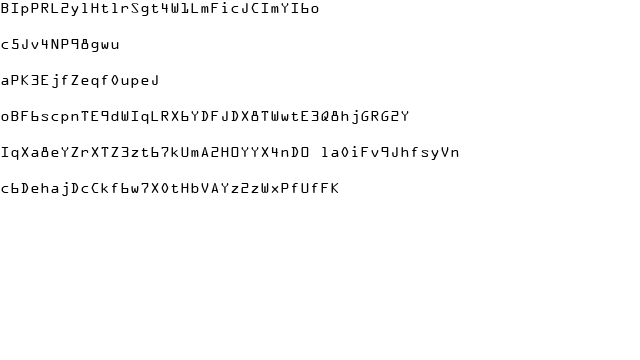 BIpPRL2ylHtlrSgt4W1LmFicJCImYI6o
c5Jv4NP98gwu
aPK3EjfZeqf0upeJ
oBF6scpnTE9dWIqLRX6YDFJDX8TWwtE3Q8hjGRG2Y
IqXa8eYZrXTZ3zt67kUmA2HOYYX4nDO la0iFv9JhfsyVn
c6DehajDcCkf6w7X0tHbVAYz2zWxPfUfFK